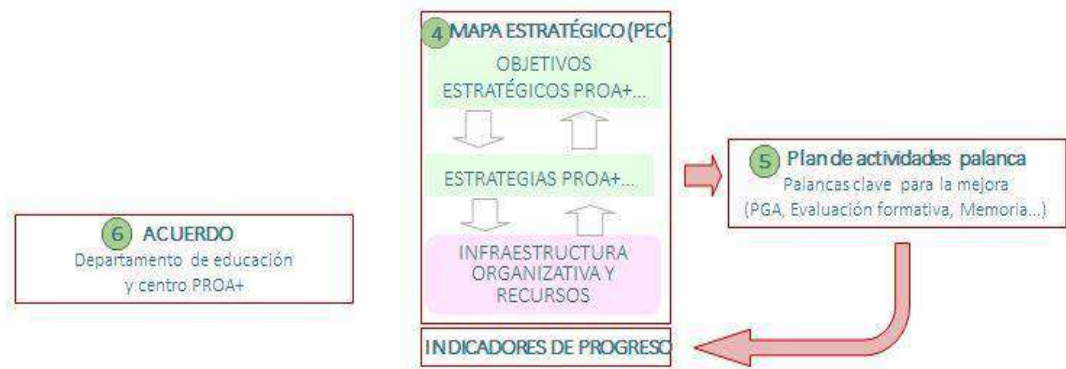 4 MAPA ESTRATÉGICO (PEC)
OBJETIVOS
ESTRATÉGICOS PROA+...
ESTRATEGIAS PROA+...
INFRAESTRUCTURA
ORGANIZATIVA Y
RECURSOS
INDICADORES DE PROGRESO
5 Plan de actividades palanca
Palancas clave para la mejora
(PGA, Evaluación formativa, Memoria...)
6 ACUERDO
Departamento de educación
y centro PROA+